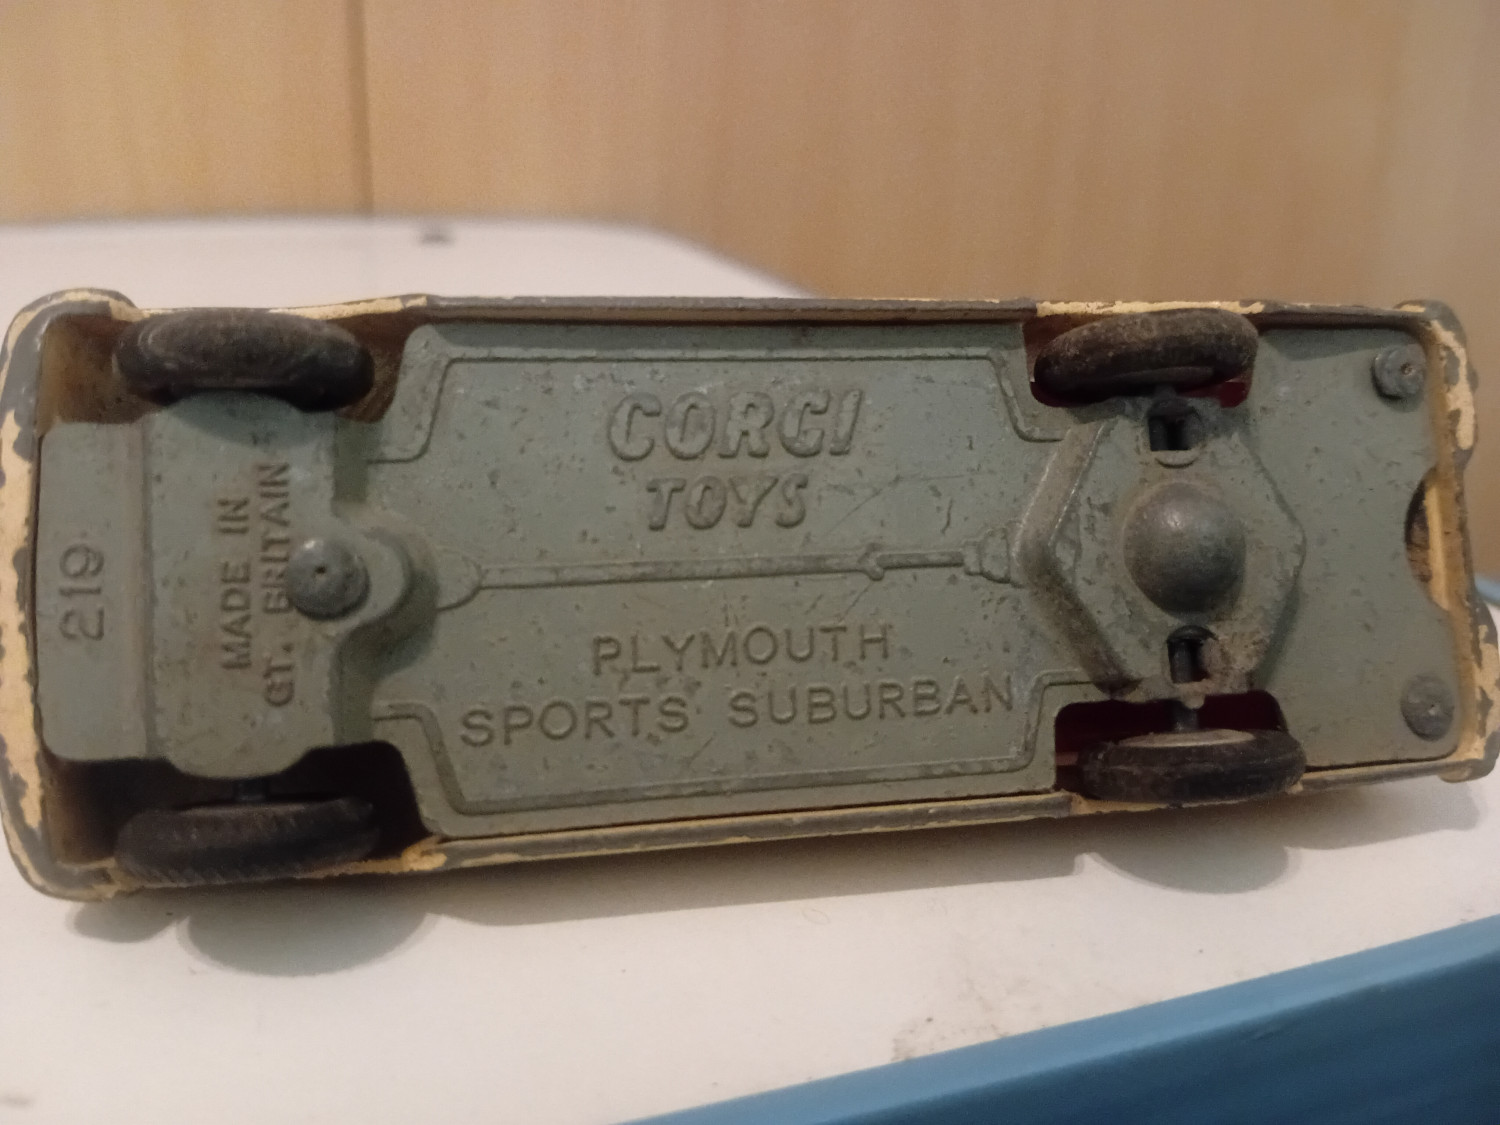 CORGI
TOYS
PLYMOUTH
SPORTS SUBURBAN
MADE IN
GT. BRITAIN
219